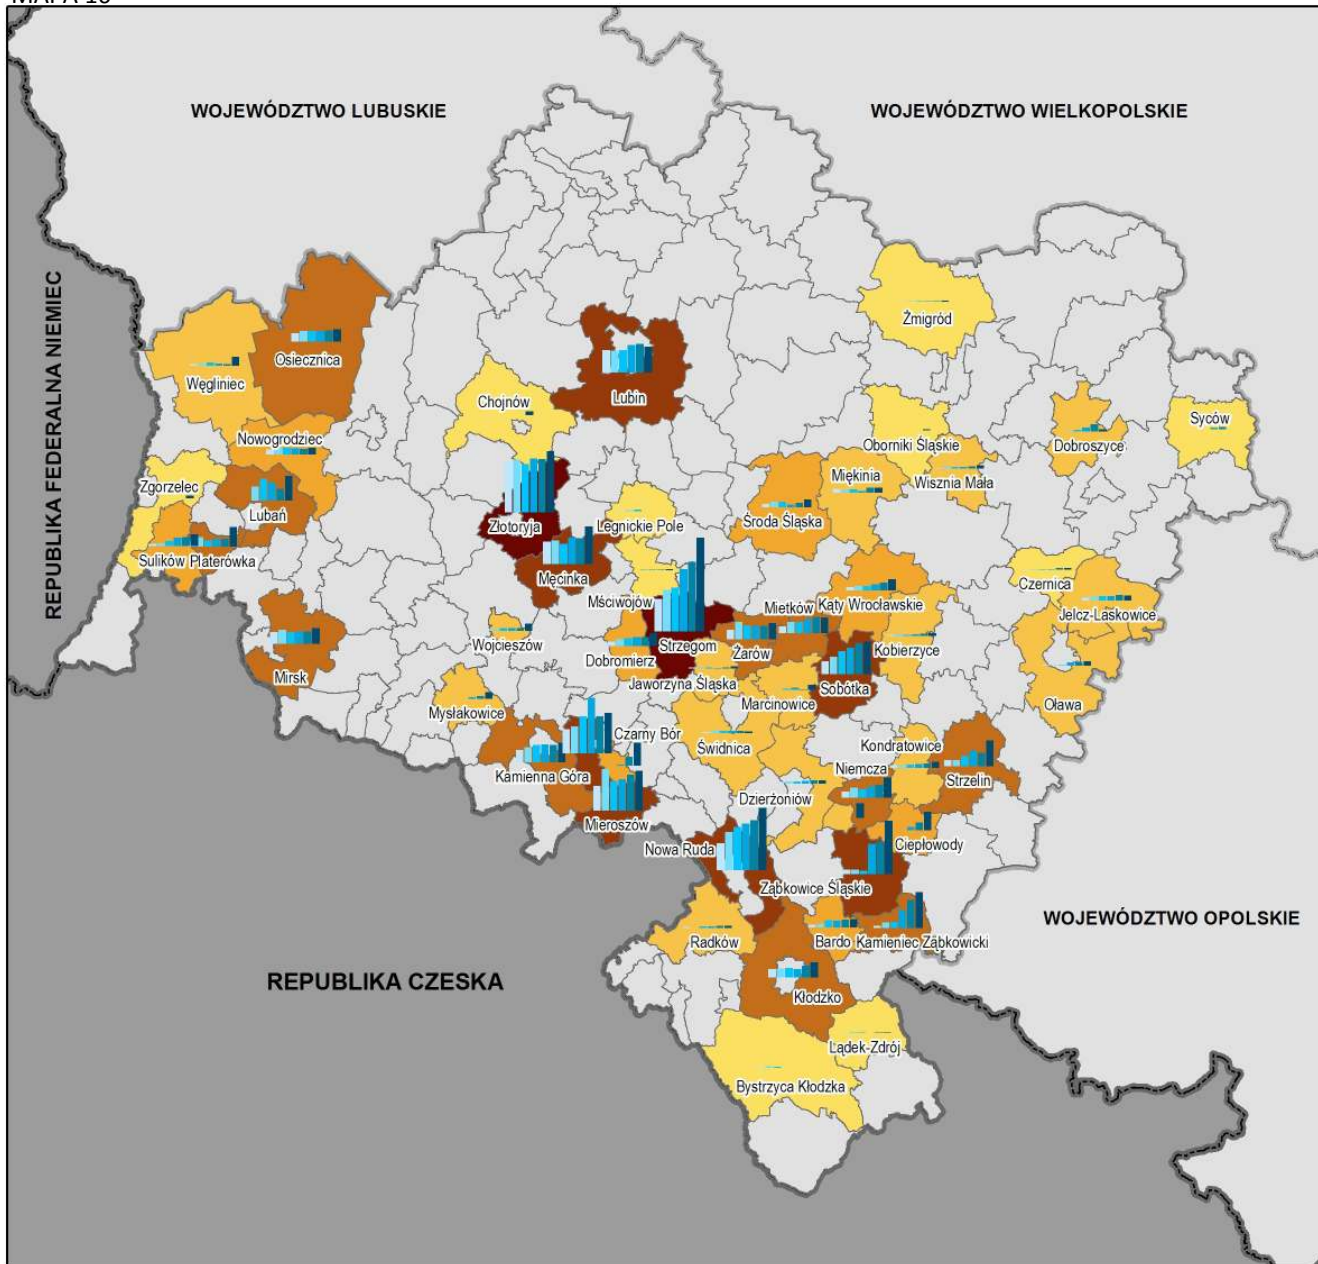 MAPA 10
WOJEWÓDZTWO LUBUSKIE
WOJEWÓDZTWO WIELKOPOLSKIE
REPUBLIKA FEDERALNA NIEMIEC
Żmigród
Osiecznica
Węgliniec
Lubin
Chojnów
Syców
Nowogrodziec
Oborniki Śląskie
Dobroszyce
Zgorzelec
Miękinia
Wisznia Mała
Lubań
Środa Śląska
Złotoryja
Legnickie Pole
Sulików
Platerówka
Męcinka
Czernica
Mściwojów
Mietków
Kąty Wrocławskie
Jelcz-Laskowice
Wojcieszów
Strzegom
Żarów
Kobierzyce
Dobromierz
Mirsk
Jaworzyna Śląska
Sobótka
Marcinowice
Oława
Mysłakowice
Czarny Bór
Świdnica
Kondratowice
Kamienna Góra
Niemcza
Strzelin
Dzierżoniów
Mieroszów
Ciepłowody
Nowa Ruda
Ząbkowice Śląskie
WOJEWÓDZTWO OPOLSKIE
Radków
Bardo
Kamieniec Ząbkowicki
REPUBLIKA CZESKA
Kłodzko
Lądek-Zdrój
Bystrzyca Kłodzka